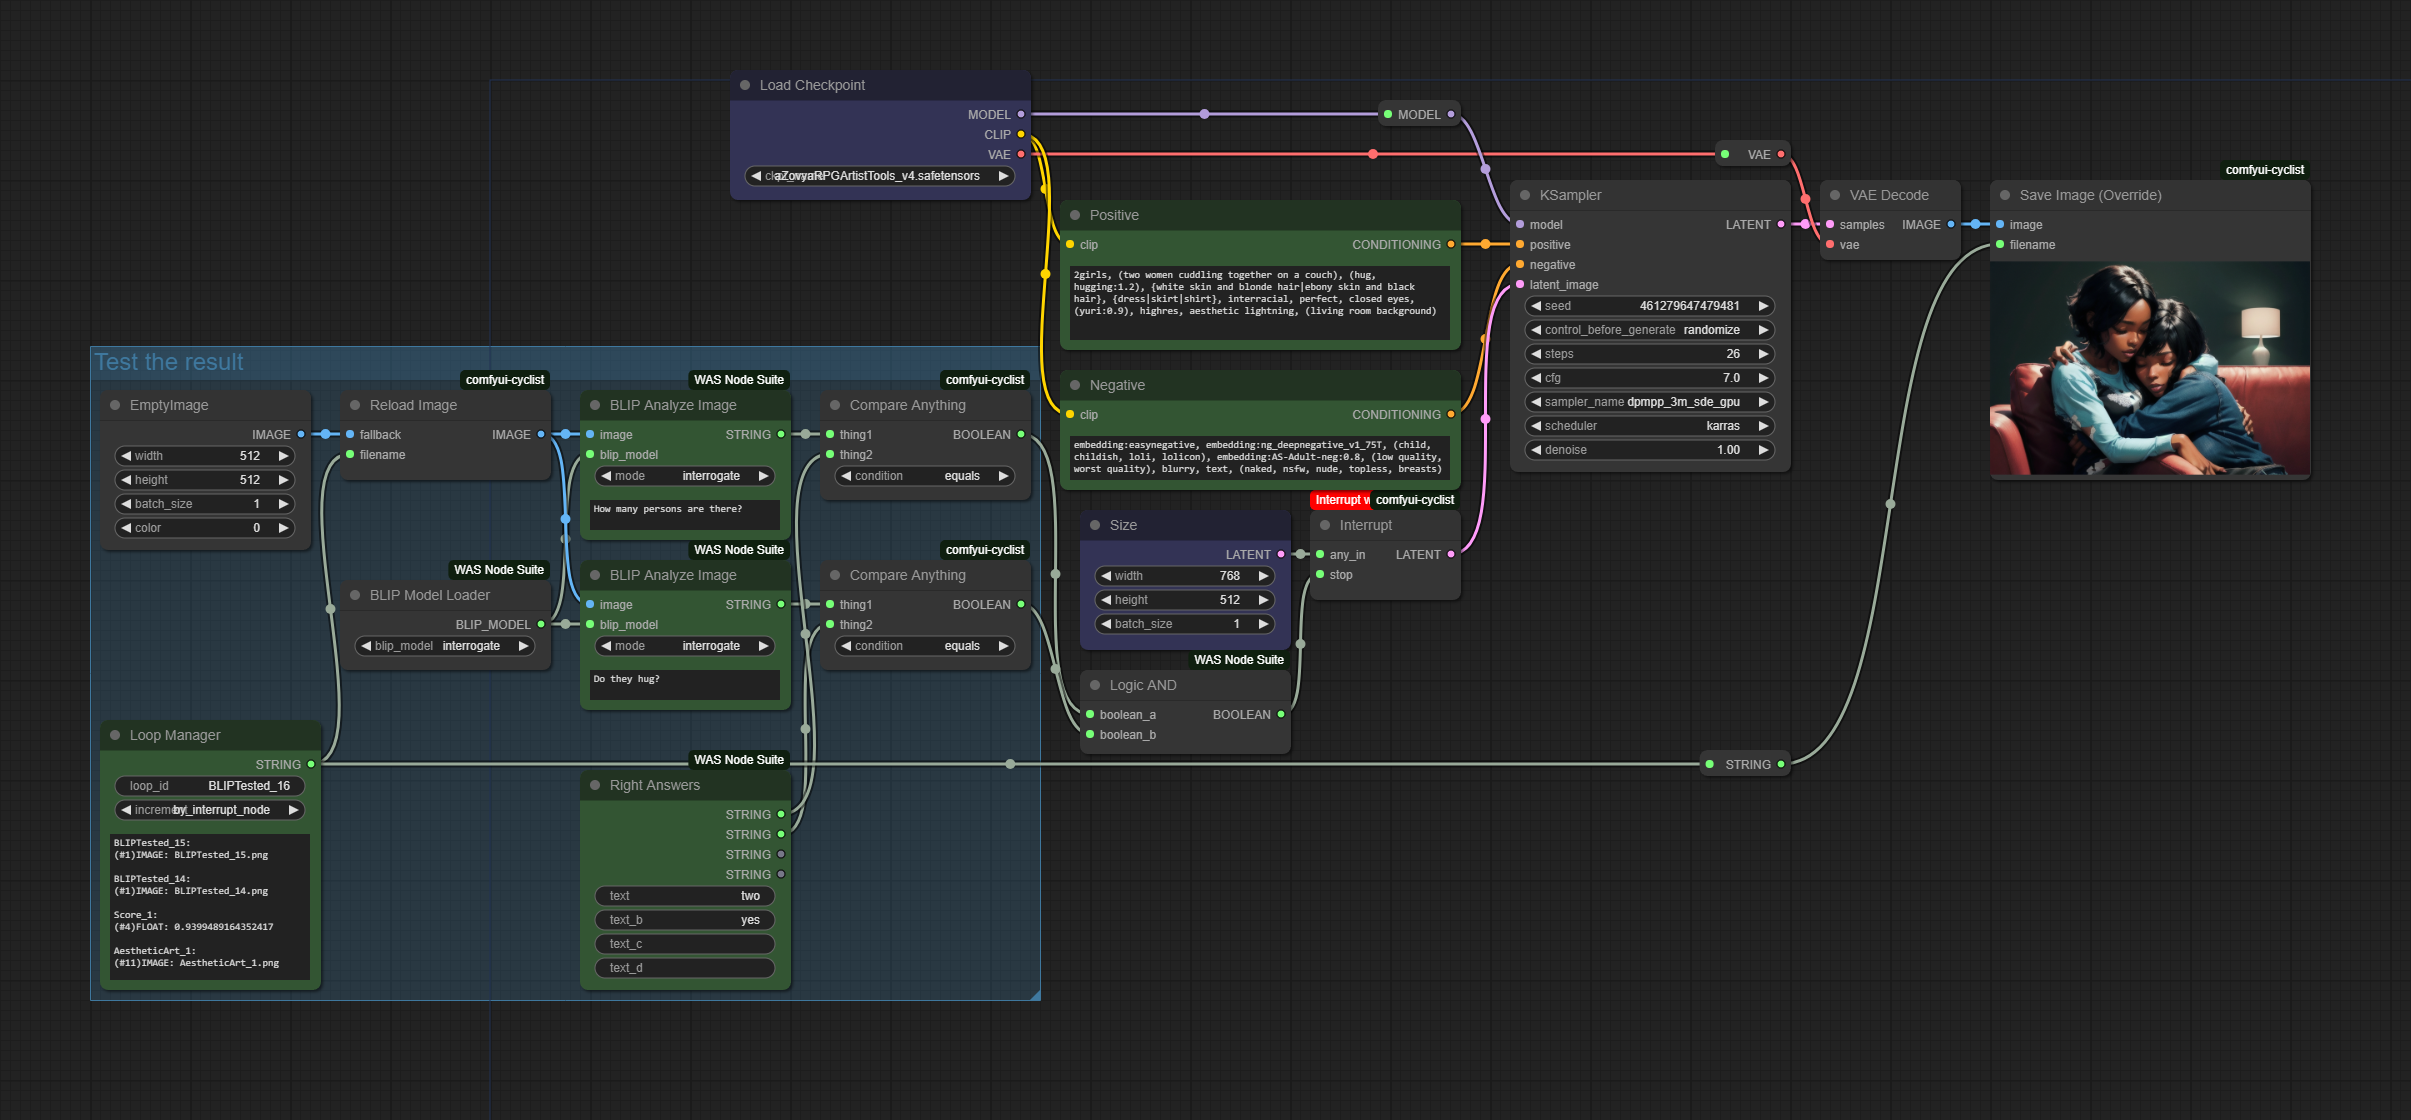 Load Checkpoint
MODEL
CLIP
VAE
aZovyaRPGArtistTools_v4.safetensors
MODEL
VAE
Positive
clip
CONDITIONING
2girls, (two women cuddling together on a couch), (hug,
hugging:1.2), {white skin and blonde hair|ebony skin and black
hair}, {dress|skirt|shirt}, interracial, perfect, closed eyes,
(yuri:0.9), highres, aesthetic lightning, (living room background)
Negative
clip
CONDITIONING
embedding:easynegative, embedding:ng_deepnegative_v1_75T, (child,
childish, loli, lolicon), embedding:AS-Adult-neg:0.8, (low quality,
worst quality), blurry, text, (naked, nsfw, nude, topless, breasts)
KSampler
model
LATENT
positive
negative
latent_image
seed 461279647479481
control_before_generate randomize
steps 26
cfg 7.0
sampler_name dpmpp_3m_sde_gpu
scheduler karras
denoise 1.00
VAE Decode
samples
IMAGE
vae
comfyui-cyclist
Save Image (Override)
image
filename
Test the result
EmptyImage
IMAGE
width 512
height 512
batch_size 1
color 0
comfyui-cyclist
Reload Image
fallback
IMAGE
filename
WAS Node Suite
BLIP Analyze Image
image
STRING
blip_model
mode interrogate
How many persons are there?
comfyui-cyclist
Compare Anything
thing1
BOOLEAN
thing2
condition equals
WAS Node Suite
BLIP Model Loader
BLIP_MODEL
blip_model interrogate
WAS Node Suite
BLIP Analyze Image
image
STRING
blip_model
mode interrogate
Do they hug?
comfyui-cyclist
Compare Anything
thing1
BOOLEAN
thing2
condition equals
Size
LATENT
width 768
height 512
batch_size 1
Interrupt w
comfyui-cyclist
Interrupt
any_in
LATENT
stop
WAS Node Suite
Logic AND
boolean_a
BOOLEAN
boolean_b
Loop Manager
STRING
loop_id BLIPTested_16
by_interrupt_node
BLIPTested_15:
(#1)IMAGE: BLIPTested_15.png
BLIPTested_14:
(#1)IMAGE: BLIPTested_14.png
Score_1:
(#4)FLOAT: 0.9399489164352417
AestheticArt_1:
(#11)IMAGE: AestheticArt_1.png
WAS Node Suite
Right Answers
STRING
STRING
STRING
STRING
text two
text_b yes
text_c
text_d
STRING